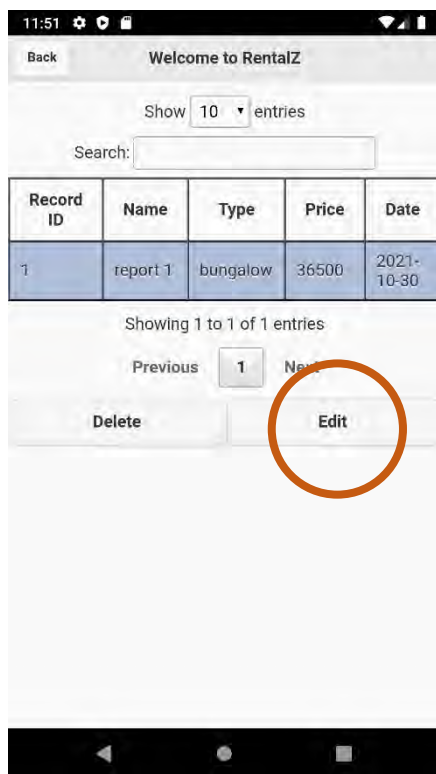 11:51
Back Welcome to RentalZ
Show 10 entries
Search:
Record ID Name Type Price Date
1 report 1 bungalow 36500 2021-10-30
Showing 1 to 1 of 1 entries
Previous 1 Next
Delete Edit